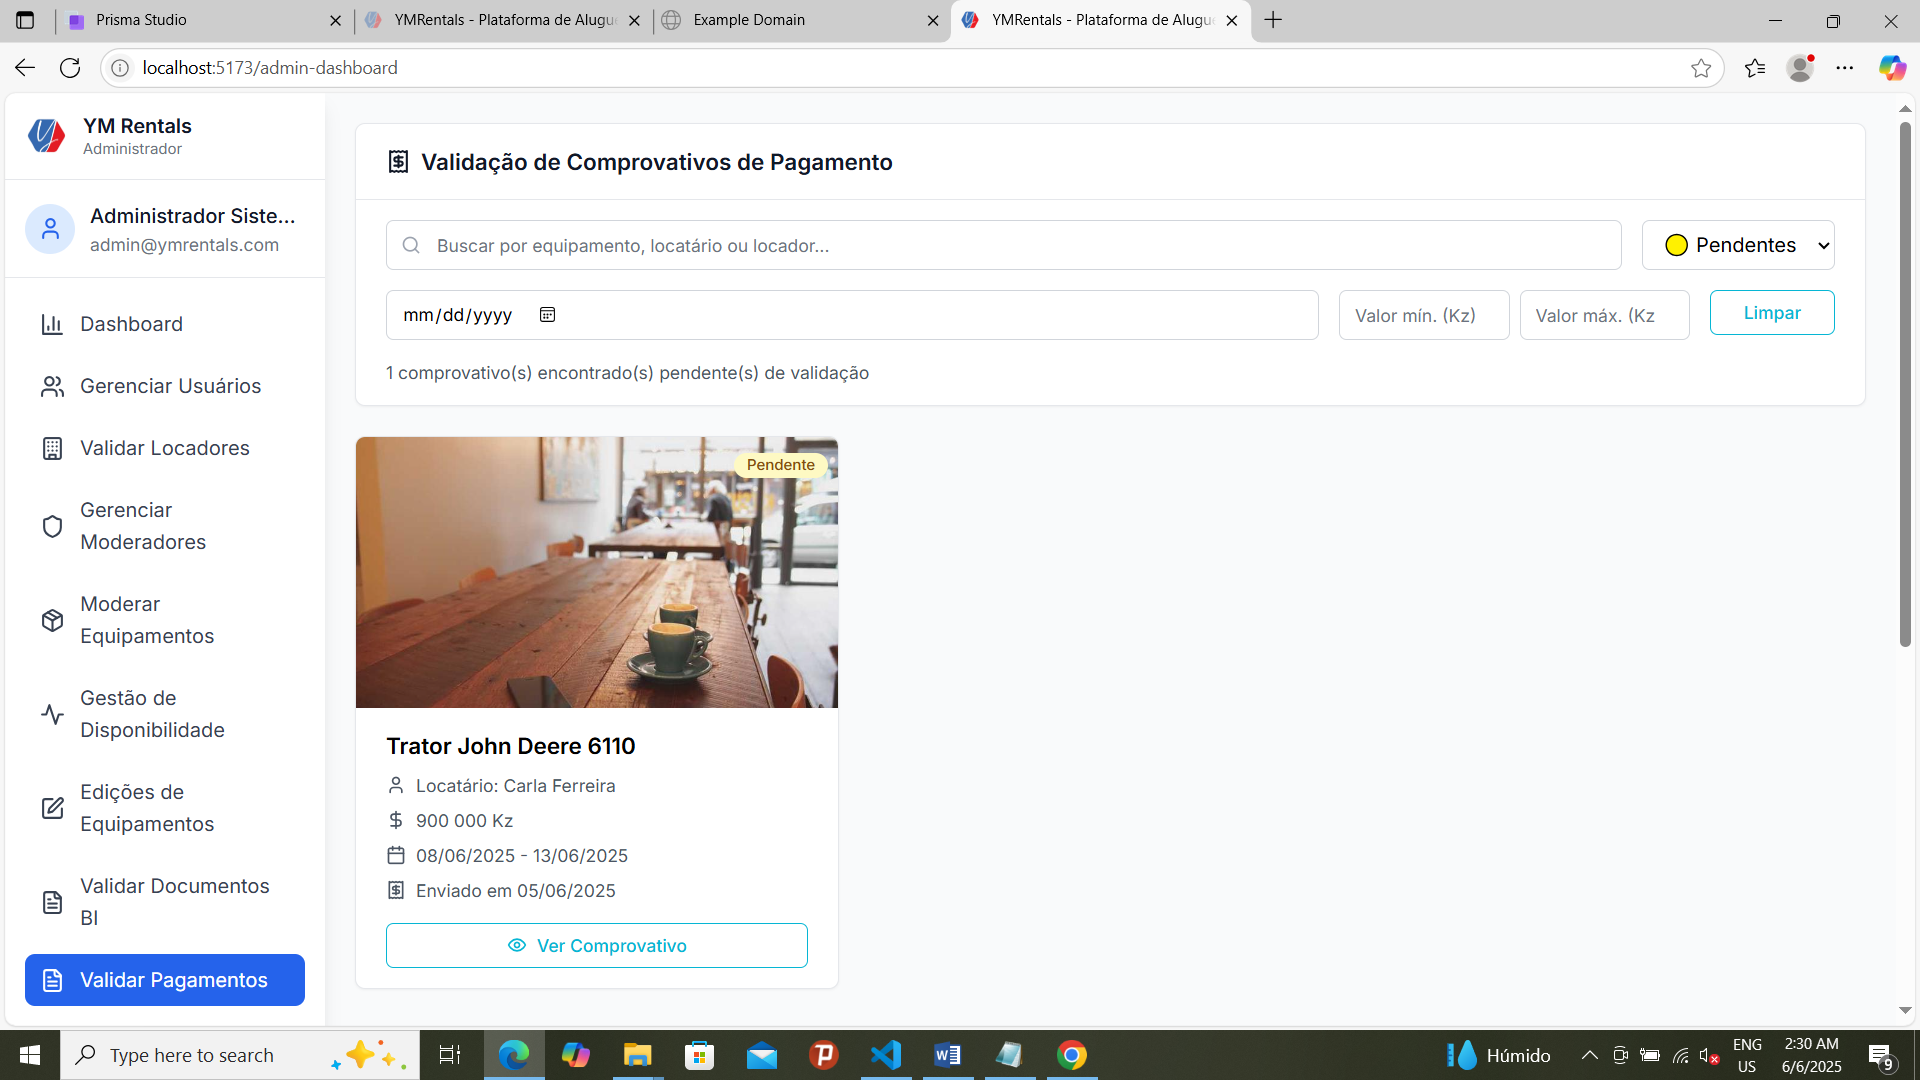 Prisma Studio
YMRentals - Plataforma de Alugue
Example Domain
YMRentals - Plataforma de Alugue
localhost:5173/admin-dashboard
YM Rentals
Administrador
Administrador Siste...
admin@ymrentals.com
Dashboard
Gerenciar Usuários
Validar Locadores
Gerenciar
Moderadores
Moderar
Equipamentos
Gestão de
Disponibilidade
Edições de
Equipamentos
Validar Documentos
BI
Validar Pagamentos
Validação de Comprovativos de Pagamento
Buscar por equipamento, locatário ou locador...
Pendentes
mm/dd/yyyy
Valor mín. (Kz)
Valor máx. (Kz
Limpar
1 comprovativo(s) encontrado(s) pendente(s) de validação
Pendente
Trator John Deere 6110
Locatário: Carla Ferreira
900 000 Kz
08/06/2025 - 13/06/2025
Enviado em 05/06/2025
Ver Comprovativo
Type here to search
Húmido
ENG
US
2:30 AM
6/6/2025
9